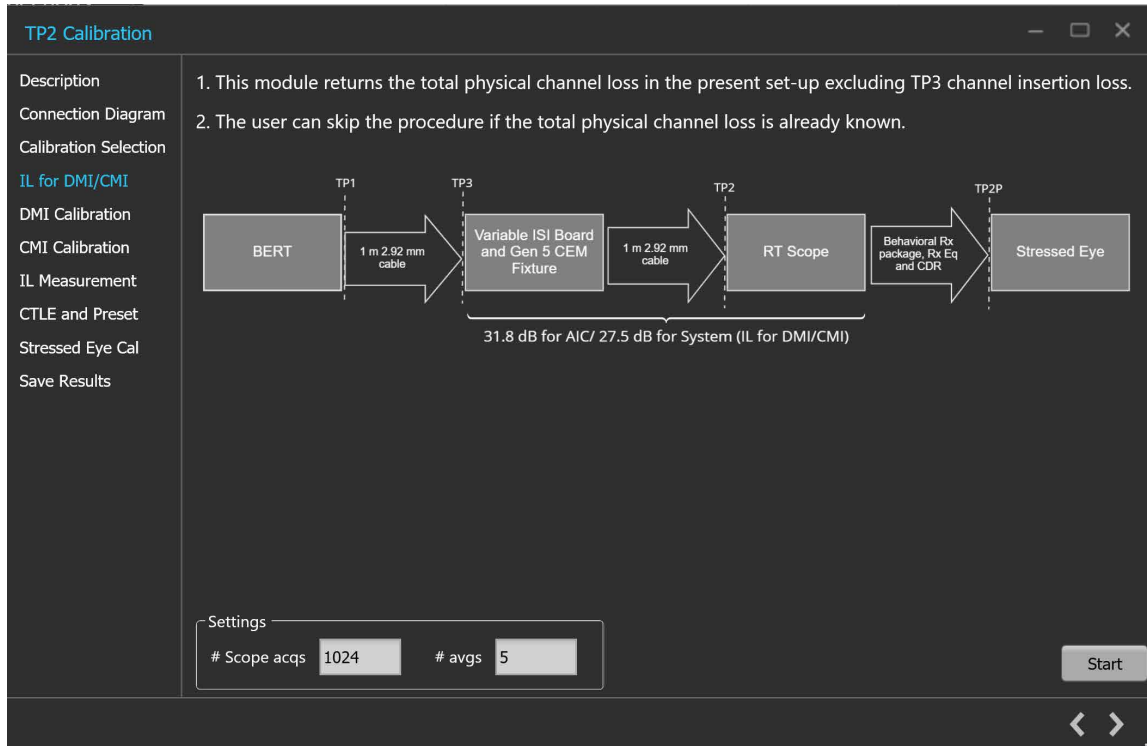 TP2 Calibration
Description
Connection Diagram
Calibration Selection
IL for DMI/CMI
DMI Calibration
CMI Calibration
IL Measurement
CTLE and Preset
Stressed Eye Cal
Save Results
1. This module returns the total physical channel loss in the present set-up excluding TP3 channel insertion loss.
2. The user can skip the procedure if the total physical channel loss is already known.
TP1
TP3
TP2
TP2P
BERT
1 m 2.92 mm
cable
Variable ISI Board
and Gen 5 CEM
Fixture
1 m 2.92 mm
cable
RT Scope
Behavioral Rx
package, Rx Eq
and CDR
Stressed Eye
31.8 dB for AIC/ 27.5 dB for System (IL for DMI/CMI)
Settings
# Scope acqs 1024 # avgs 5
Start